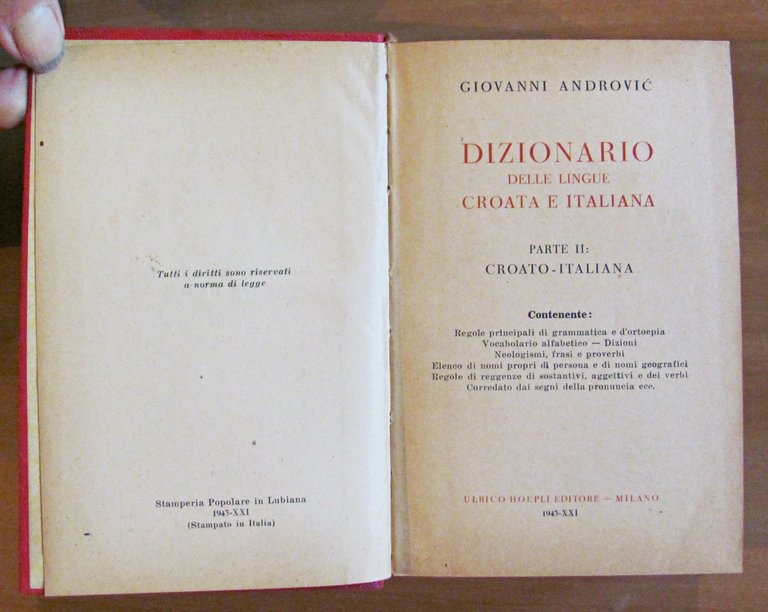 Tutti i diritti sono riservati
a norma di legge
Stamperia Popolare in Lubiana
1943-XXI
(Stampato in Italia)
GIOVANNI ANDROVIĆ
DIZIONARIO
DELLE LINGUE
CROATA E ITALIANA
PARTE II:
CROATO-ITALIANA
Contenente:
Regole principali di grammatica e d'ortoepia
Vocabolario alfabetico — Dizioni
Neologismi, frasi e proverbi
Elenco di nomi propri di persona e di nomi geografici
Regole di reggenze di sostantivi, aggettivi e dei verbi
Corredato dai segni della pronuncia ecc.
ULRICO HOEPLI EDITORE — MILANO
1943-XXI